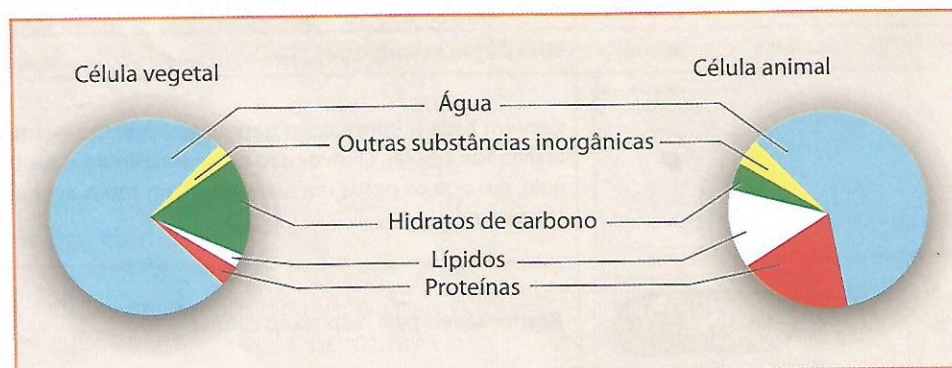 Célula vegetal
Célula animal
Água
Outras substâncias inorgânicas
Hidratos de carbono
Lípidos
Proteínas